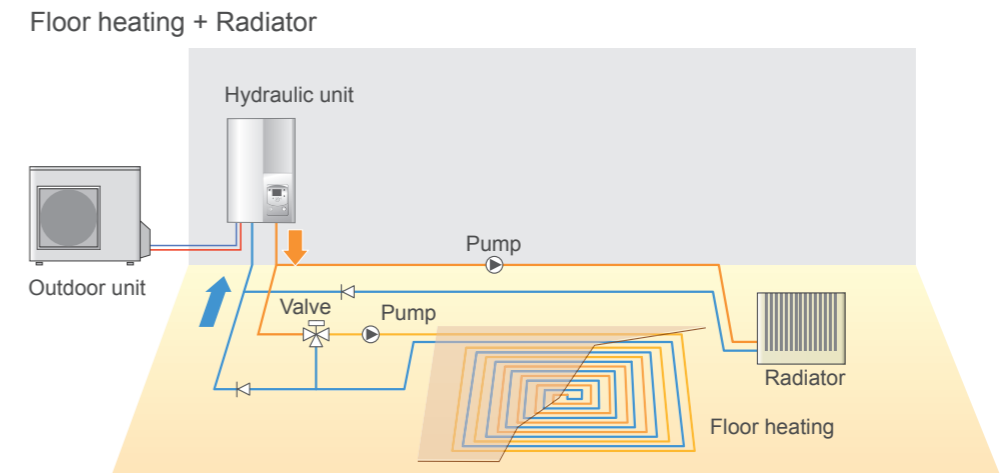 Floor heating + Radiator
Hydraulic unit
Pump
Outdoor unit
Valve
Pump
Radiator
Floor heating